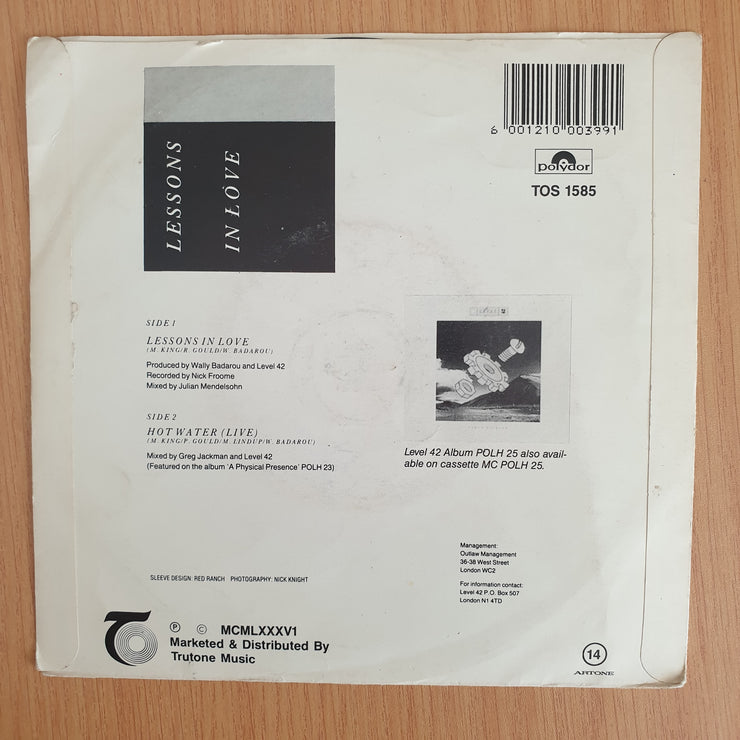 LESSONS
IN LOVE
6 001210 003991
polydor
TOS 1585
SIDE 1
LESSONS IN LOVE
(M. KING/R. GOULD/W. BADAROU)
Produced by Wally Badarou and Level 42
Recorded by Nick Froome
Mixed by Julian Mendelsohn
SIDE 2
HOT WATER (LIVE)
(M. KING/P. GOULD/M. LINDUP/W. BADAROU)
Mixed by Greg Jackman and Level 42
(Featured on the album 'A Physical Presence' POLH 23)
Level 42 Album POLH 25 also avail-
able on cassette MC POLH 25.
Management:
Outlaw Management
36-38 West Street
London WC2
For information contact:
Level 42 P.O. Box 507
London N1 4TD
SLEEVE DESIGN: RED RANCH PHOTOGRAPHY: NICK KNIGHT
Ⓟ © MCMLXXXV1
Marketed & Distributed By
Trutone Music
14
ARTONE